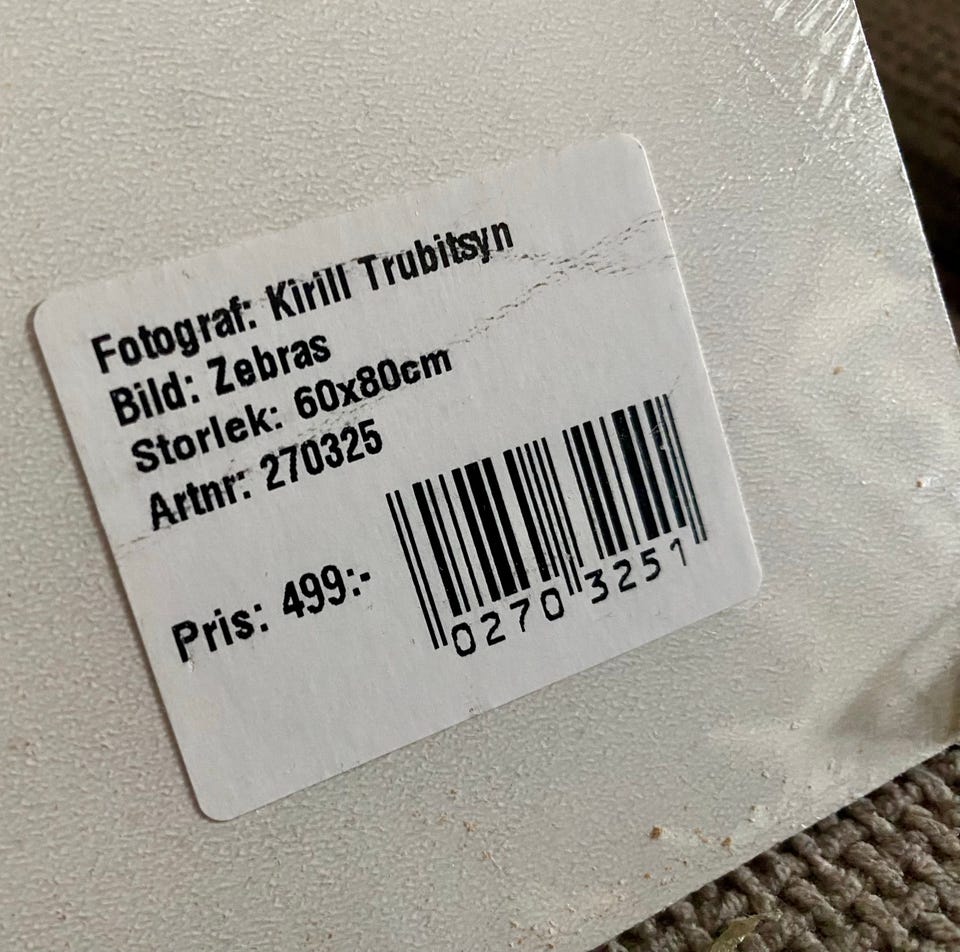 Fotograf: Kirill Trubitsyn
Bild: Zebras
Storlek: 60x80cm
Artnr: 270325
Pris: 499:-
0270 3251